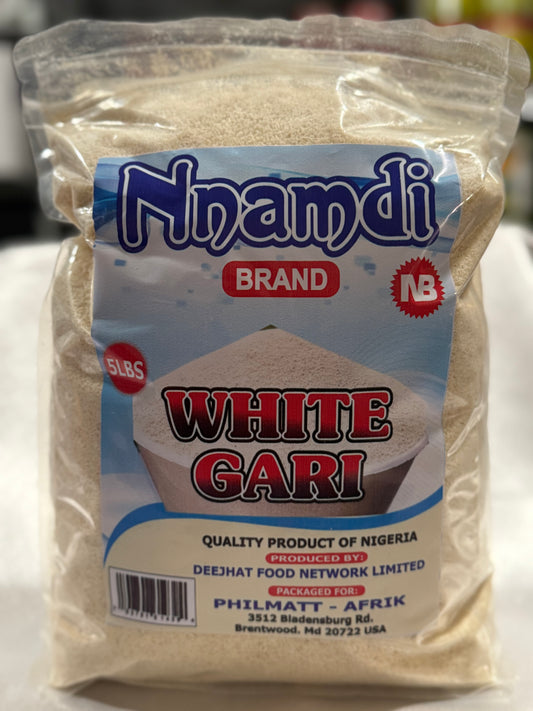 Nnamdi
BRAND
NB
5LBS
WHITE
GARI
QUALITY PRODUCT OF NIGERIA
PRODUCED BY:
DEEJHAT FOOD NETWORK LIMITED
PACKAGED FOR:
PHILMATT - AFRIK
3512 Bladensburg Rd.
Brentwood. Md 20722 USA